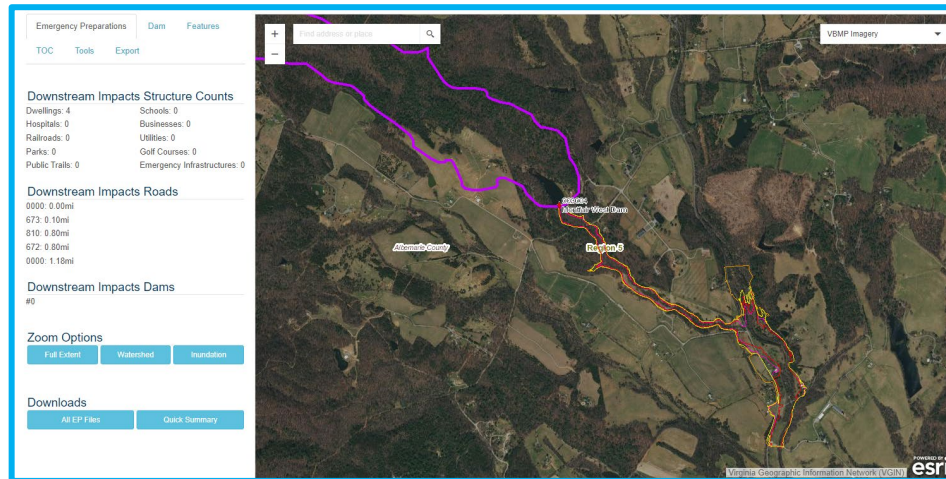 Emergency Preparations Dam Features
TOC Tools Export
Downstream Impacts Structure Counts
Dwellings: 4 Schools: 0
Hospitals: 0 Businesses: 0
Railroads: 0 Utilities: 0
Parks: 0 Golf Courses: 0
Public Trails: 0 Emergency Infrastructures: 0
Downstream Impacts Roads
0000: 0.00mi
673: 0.10mi
810: 0.80mi
672: 0.80mi
0000: 1.18mi
Downstream Impacts Dams
#0
Zoom Options
Full Extent Watershed Inundation
Downloads
All EP Files Quick Summary
+
−
Find address or place
VBMP Imagery
West Dam
Albemarle County
Region 5
Virginia Geographic Information Network (VGIN)
POWERED BY
esri